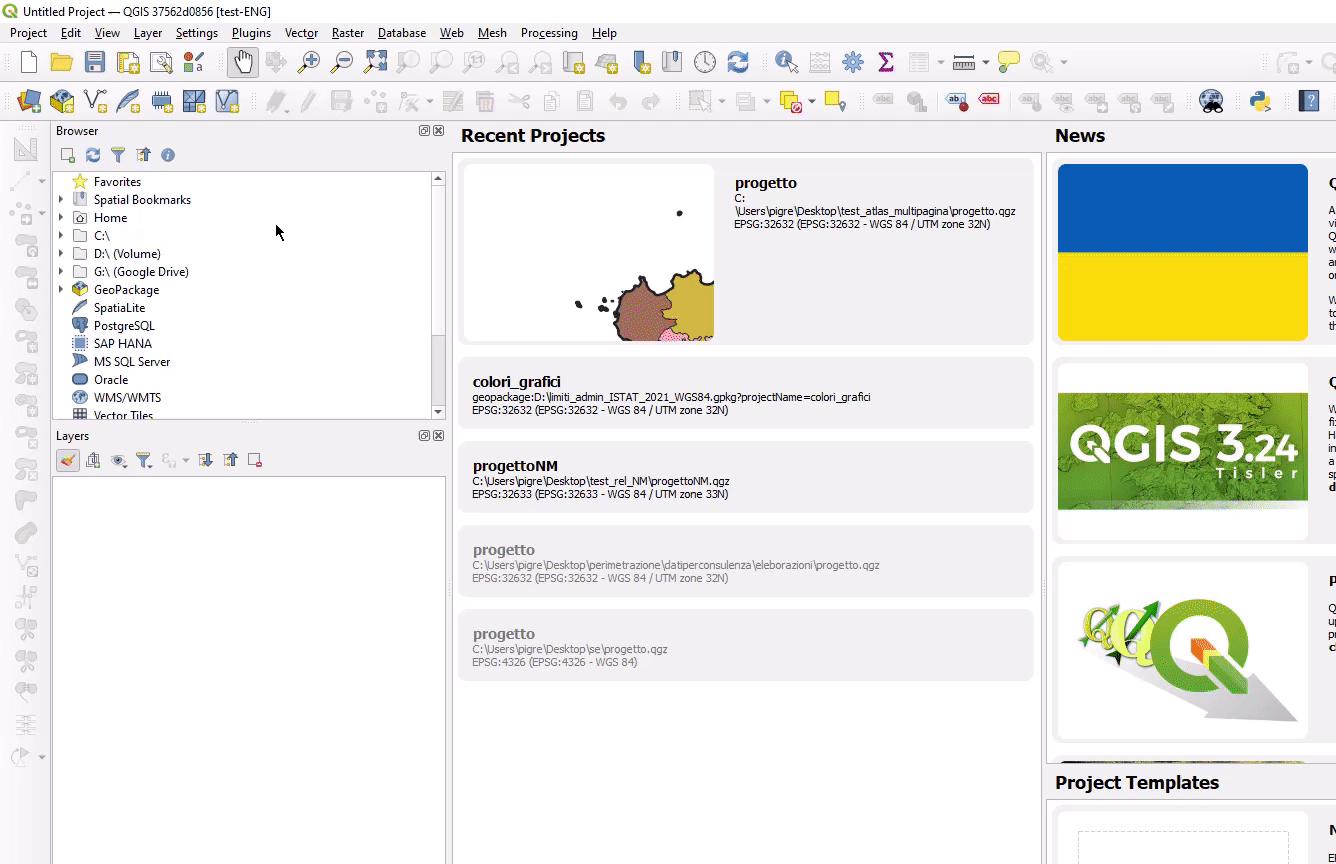 Untitled Project — QGIS 37562d0856 [test-ENG]
Project Edit View Layer Settings Plugins Vector Raster Database Web Mesh Processing Help
abc
ab
abc
Browser
Favorites
Spatial Bookmarks
Home
C:\
D:\ (Volume)
G:\ (Google Drive)
GeoPackage
SpatiaLite
PostgreSQL
SAP HANA
MS SQL Server
Oracle
WMS/WMTS
Vector Tiles
Layers
Recent Projects
progetto
C:
\Users\pigre\Desktop\test_atlas_multipagina\progetto.qgz
EPSG:32632 (EPSG:32632 - WGS 84 / UTM zone 32N)
colori_grafici
geopackage:D:\limiti_admin_ISTAT_2021_WGS84.gpkg?projectName=colori_grafici
EPSG:32632 (EPSG:32632 - WGS 84 / UTM zone 32N)
progettoNM
C:\Users\pigre\Desktop\test_rel_NM\progettoNM.qgz
EPSG:32633 (EPSG:32633 - WGS 84 / UTM zone 33N)
progetto
C:\Users\pigre\Desktop\perimetrazione\datiperconsulenza\eleborazioni\progetto.qgz
EPSG:32632 (EPSG:32632 - WGS 84 / UTM zone 32N)
progetto
C:\Users\pigre\Desktop\se\progetto.qgz
EPSG:4326 (EPSG:4326 - WGS 84)
News
QGIS 3.24
Tisler
Project Templates